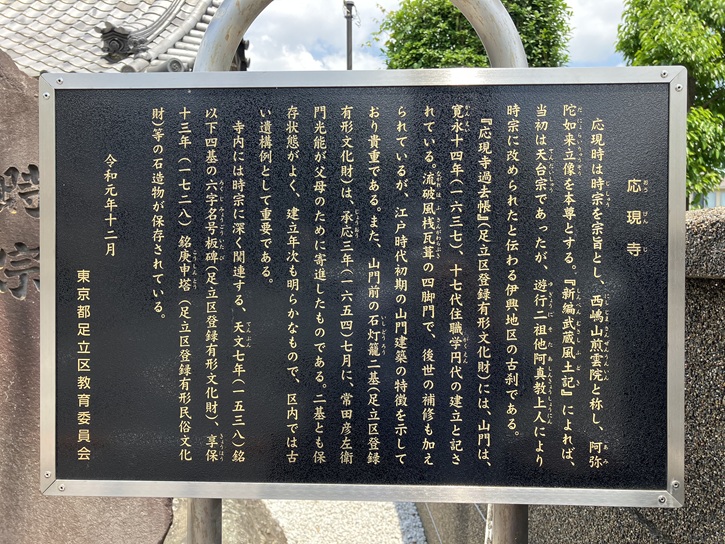 応現寺
応現時は時宗を宗旨とし、西嶋山煎霊院と称し、阿弥
陀如来立像を本尊とする。『新編武蔵風土記』によれば、
当初は天台宗であったが、遊行二祖他阿真教上人により
時宗に改められたと伝わる伊興地区の古刹である。
『応現寺過去帳』（足立区登録有形文化財）には、山門は、
寛永十四年（一六三七）、十七代住職学円代の建立と記さ
れている。流破風桟瓦葺の四脚門で、後世の補修も加え
られているが、江戸時代初期の山門建築の特徴を示して
おり貴重である。また、山門前の石灯籠二基（足立区登録
有形文化財）は、承応三年（一六五四）七月に、常田彦左衛
門光能が父母のために寄進したものである。二基とも保
存状態がよく、建立年次も明らかなもので、区内では古
い遺構例として重要である。
寺内には時宗に深く関連する、天文七年（一五三八）銘
以下四基の六字名号板碑（足立区登録有形文化財）、享保
十三年（一七二八）銘庚申塔（足立区登録有形民俗文化
財）等の石造物が保存されている。
令和元年十二月
東京都足立区教育委員会
時宗